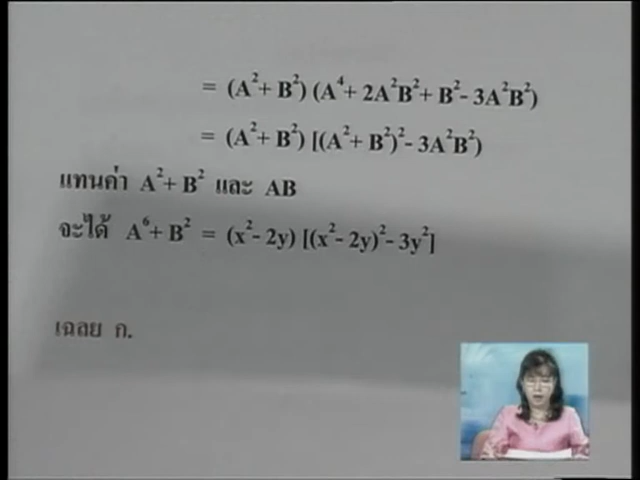 = (A²+ B²) (A⁴+ 2A²B²+ B²- 3A²B²)
= (A²+ B²) [(A²+ B²)²- 3A²B²)
แทนค่า A²+ B² และ AB
จะได้ A⁶+ B² = (x²- 2y) [(x²- 2y)²- 3y²]
เฉลย ก.